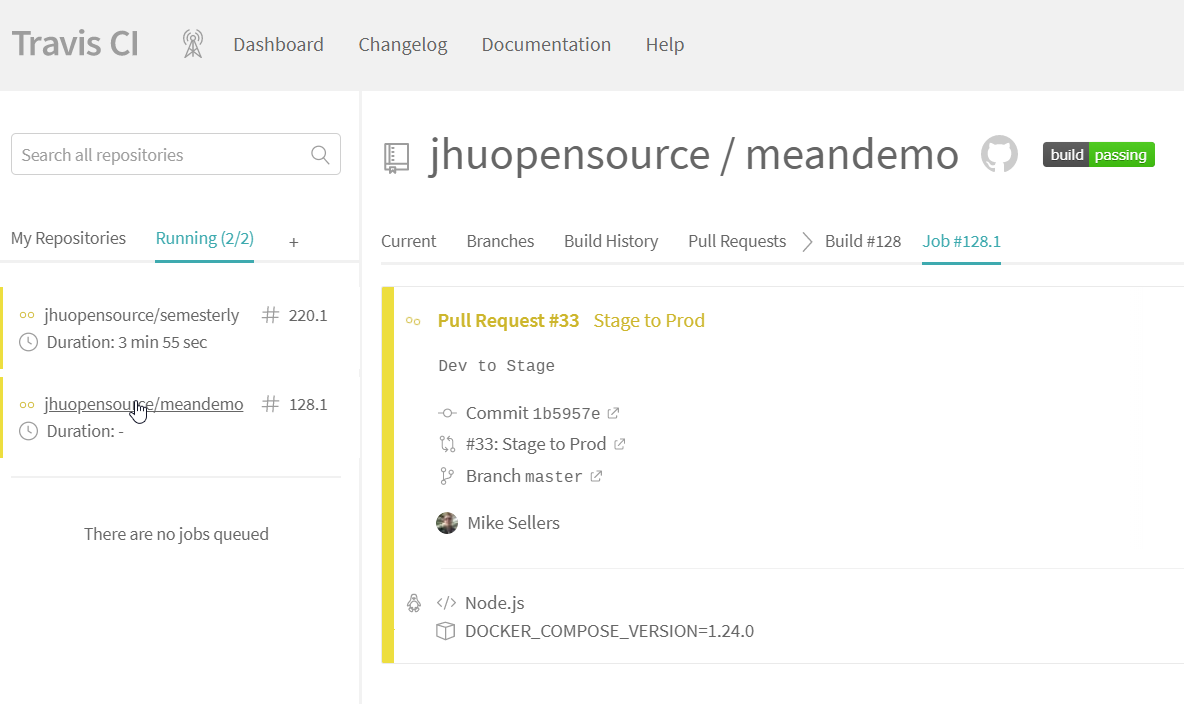 Travis CI Dashboard Changelog Documentation Help
Search all repositories
My Repositories Running (2/2) +
jhuopensource/semesterly # 220.1
Duration: 3 min 55 sec
jhuopensource/meandemo # 128.1
Duration: -
There are no jobs queued
jhuopensource / meandemo build passing
Current Branches Build History Pull Requests Build #128 Job #128.1
Pull Request #33 Stage to Prod
Dev to Stage
Commit 1b5957e
#33: Stage to Prod
Branch master
Mike Sellers
</> Node.js
DOCKER_COMPOSE_VERSION=1.24.0